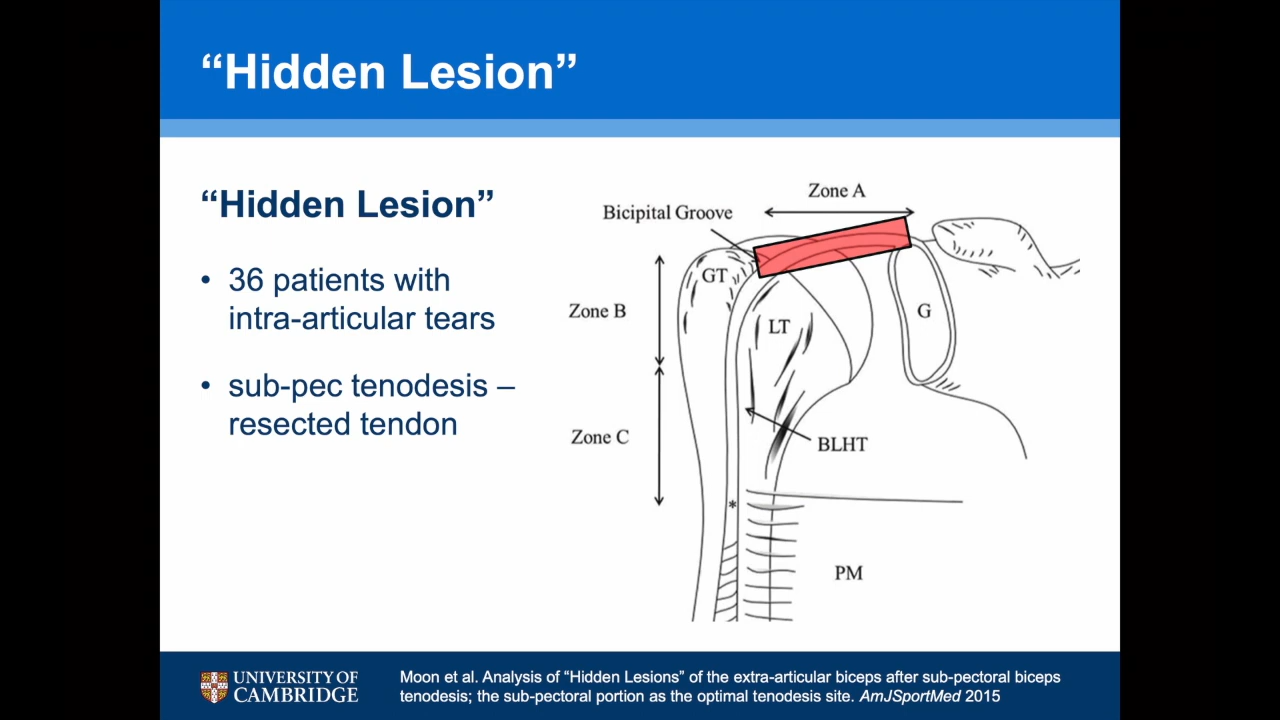 “Hidden Lesion”
“Hidden Lesion”
• 36 patients with
intra-articular tears
• sub-pec tenodesis –
resected tendon
Zone A
Bicipital Groove
GT
Zone B
LT
G
Zone C
BLHT
*
PM
UNIVERSITY OF
CAMBRIDGE
Moon et al. Analysis of “Hidden Lesions” of the extra-articular biceps after sub-pectoral biceps
tenodesis; the sub-pectoral portion as the optimal tenodesis site. AmJSportMed 2015